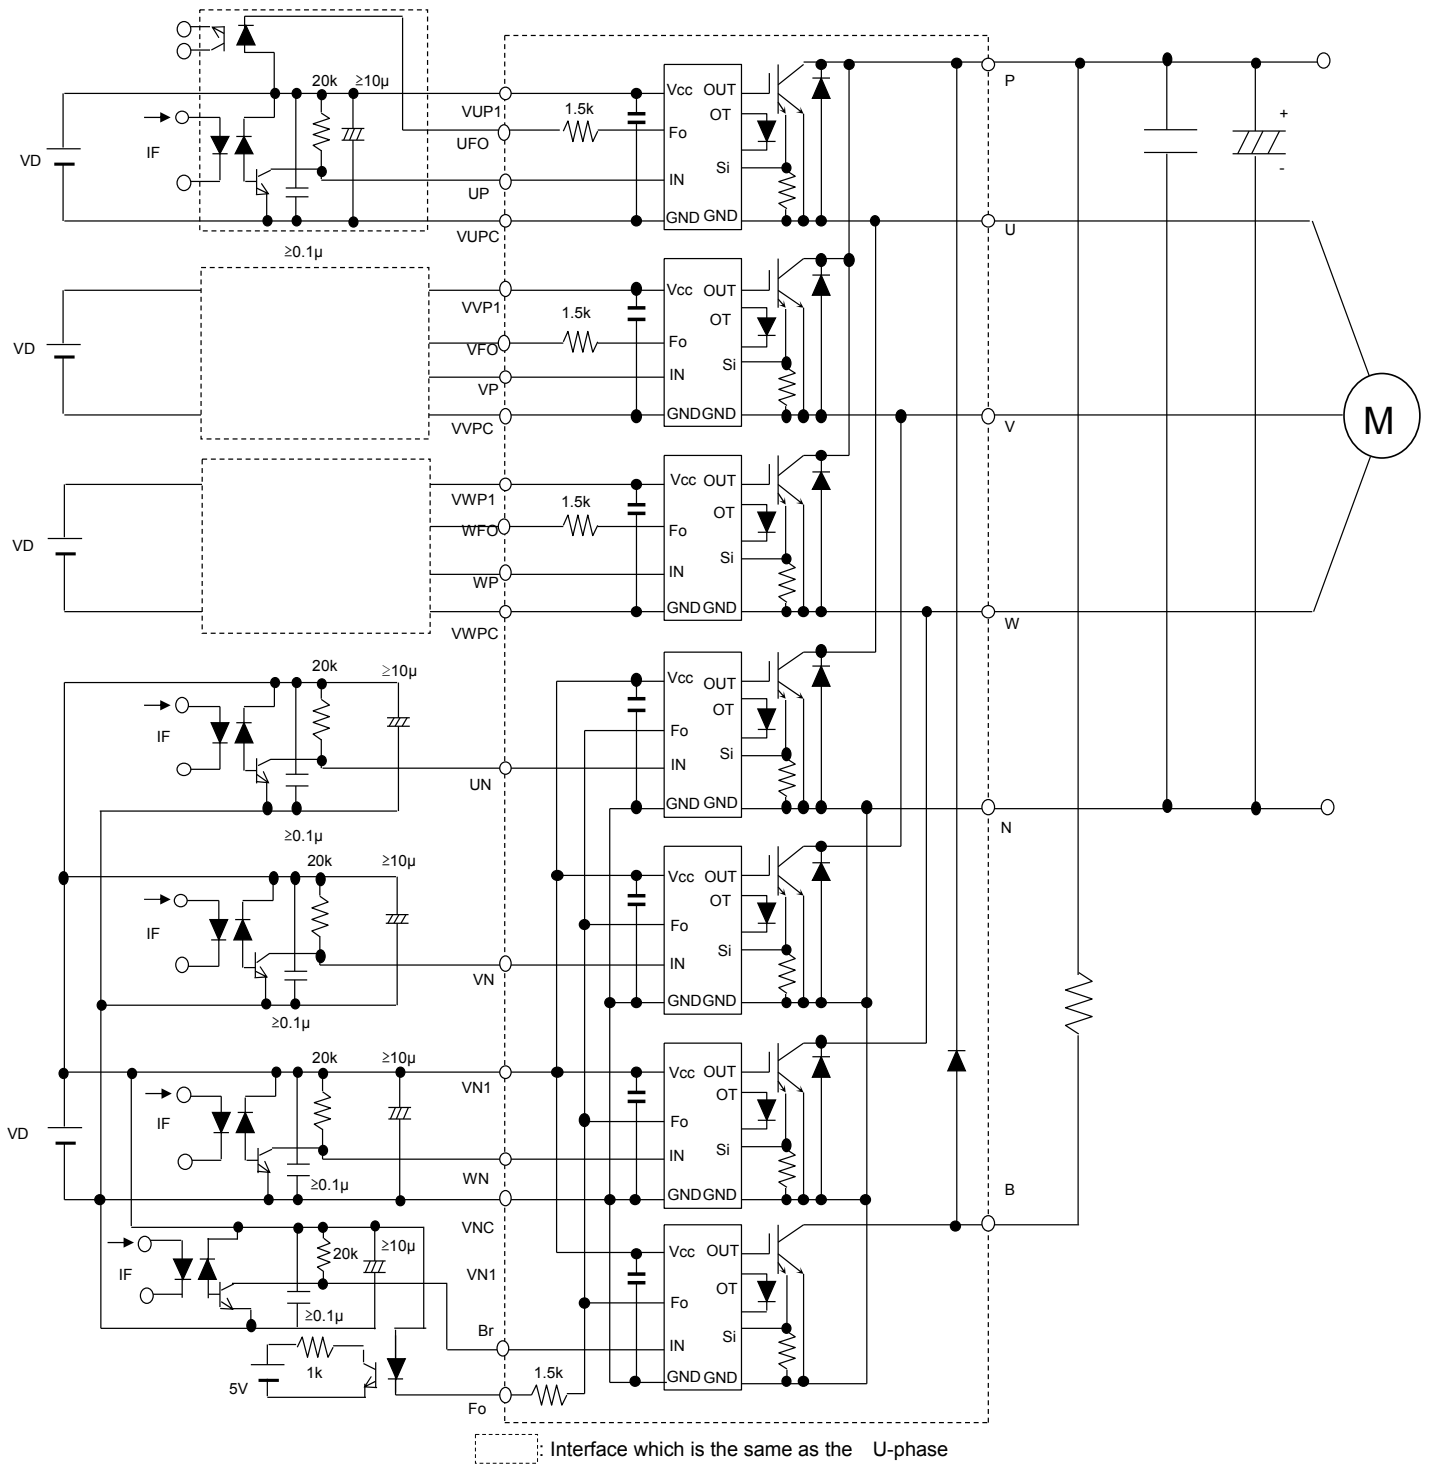 20k
≥10µ
VUP1
1.5k
Vcc
OUT
P
+
UFO
Fo
OT
IF
VD
Si
-
UP
IN
VUPC
GND
GND
U
≥0.1µ
VVP1
1.5k
Vcc
OUT
OT
VD
VFO
Fo
Si
VP
IN
VVPC
GND
GND
V
M
VWP1
1.5k
Vcc
OUT
OT
WFO
Fo
VD
Si
WP
IN
VWPC
GND
GND
W
20k
≥10µ
Vcc
OUT
OT
IF
Fo
Si
UN
IN
GND
GND
N
≥0.1µ
20k
≥10µ
Vcc
OUT
OT
IF
Fo
Si
VN
IN
GND
GND
≥0.1µ
20k
≥10µ
VN1
Vcc
OUT
OT
IF
Fo
VD
Si
WN
IN
≥0.1µ
GND
GND
B
VNC
20k
≥10µ
VN1
Vcc
OUT
IF
OT
≥0.1µ
Fo
Br
Si
IN
1k
5V
1.5k
GND
GND
Fo
: Interface which is the same as the U-phase